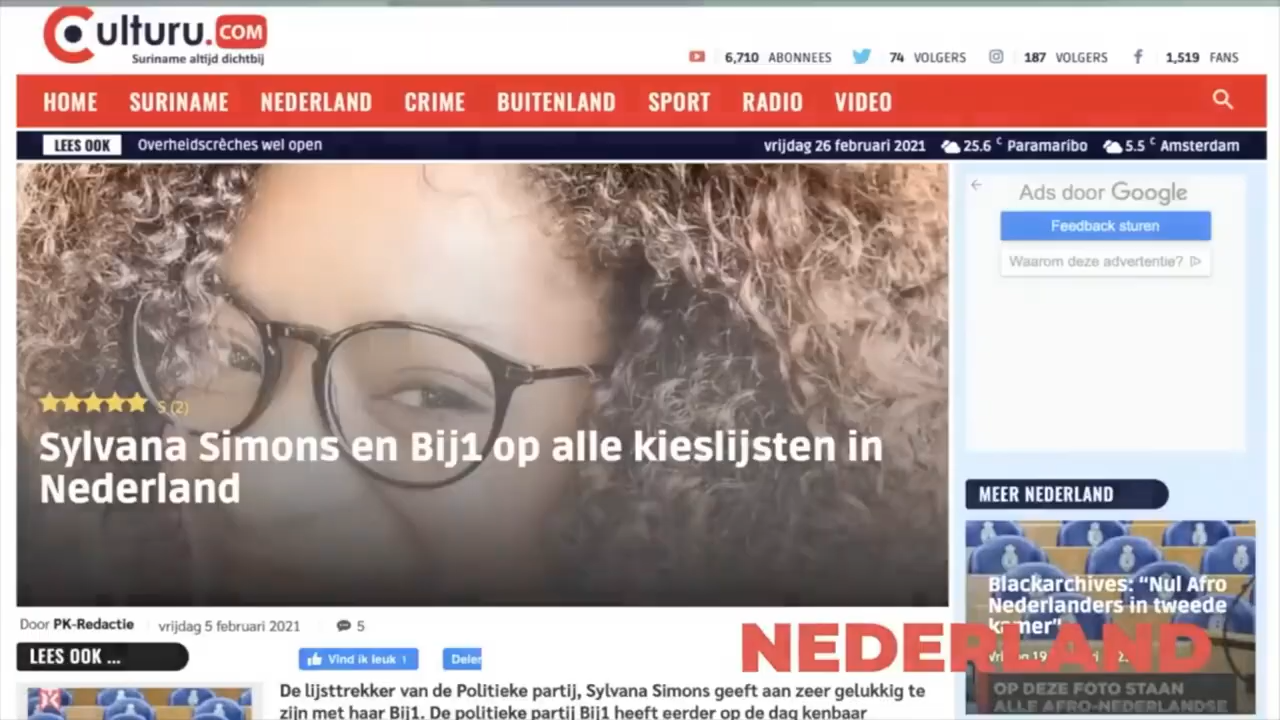 Culturu.COM
Suriname altijd dichtbij
6,710 ABONNEES 74 VOLGERS 187 VOLGERS 1,519 FANS
HOME SURINAME NEDERLAND CRIME BUITENLAND SPORT RADIO VIDEO
LEES OOK Overheidscrêches wel open vrijdag 26 februari 2021 25.6 C Paramaribo 5.5 C Amsterdam
Ads door Google
Feedback sturen
Waarom deze advertentie?
5 (2)
Sylvana Simons en Bij1 op alle kieslijsten in
Nederland
MEER NEDERLAND
Blackarchives: “Nul Afro
Nederlanders in tweede
kamer”
NEDERLAND
OP DEZE FOTO STAAN
ALLE AFRO-NEDERLANDSE
Door PK-Redactie vrijdag 5 februari 2021 5
LEES OOK ...
Vind ik leuk 1
De lijsttrekker van de Politieke partij, Sylvana Simons geeft aan zeer gelukkig te
zijn met haar Bij1. De politieke partij Bij1 heeft eerder op de dag kenbaar